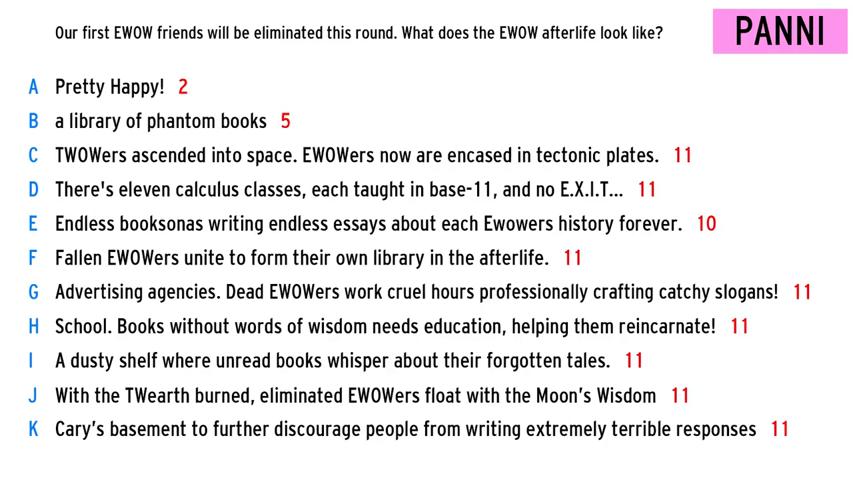 Our first EWOW friends will be eliminated this round. What does the EWOW afterlife look like?
PANNI
A Pretty Happy! 2
B a library of phantom books 5
C TWOWers ascended into space. EWOWers now are encased in tectonic plates. 11
D There's eleven calculus classes, each taught in base-11, and no E.X.I.T... 11
E Endless booksonas writing endless essays about each Ewowers history forever. 10
F Fallen EWOWers unite to form their own library in the afterlife. 11
G Advertising agencies. Dead EWOWers work cruel hours professionally crafting catchy slogans! 11
H School. Books without words of wisdom needs education, helping them reincarnate! 11
I A dusty shelf where unread books whisper about their forgotten tales. 11
J With the TWearth burned, eliminated EWOWers float with the Moon’s Wisdom 11
K Cary’s basement to further discourage people from writing extremely terrible responses 11